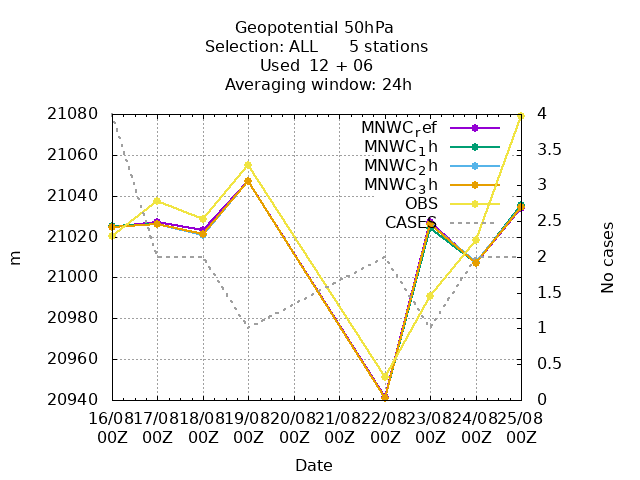 Geopotential 50hPa
Selection: ALL 5 stations
Used 12 + 06
Averaging window: 24h
21080
21060
21040
21020
21000
20980
20960
20940
m
4
3.5
3
2.5
2
1.5
1
0.5
0
No cases
MNWC_ref
MNWC_1h
MNWC_2h
MNWC_3h
OBS
CASES
16/08 17/08 18/08 19/08 20/08 21/08 22/08 23/08 24/08 25/08
00Z 00Z 00Z 00Z 00Z 00Z 00Z 00Z 00Z 00Z
Date